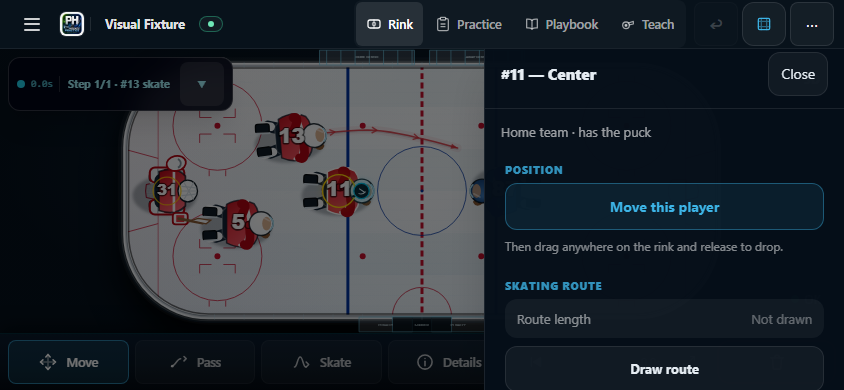 PH
Visual Fixture
Rink
Practice
Playbook
Teach
0.0s
Step 1/1 · #13 skate
#11 — Center
Close
Home team · has the puck
POSITION
Move this player
Then drag anywhere on the rink and release to drop.
SKATING ROUTE
Route length
Not drawn
Draw route
13
31
11
5
Move
Pass
Skate
Details